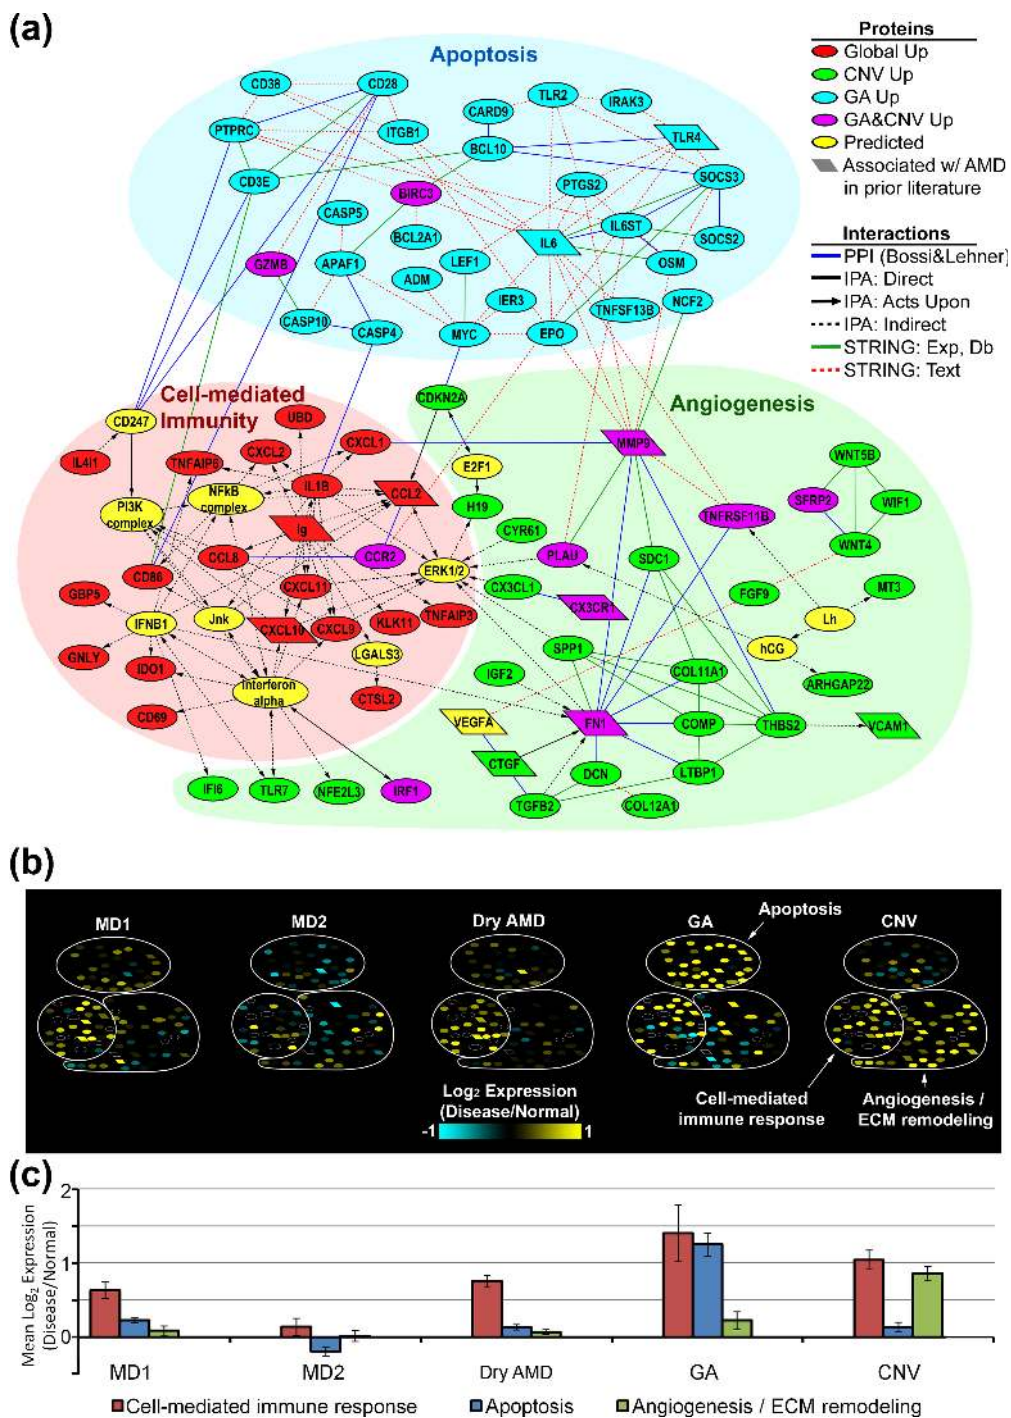 (a)
Apoptosis
Proteins
Global Up
CNV Up
GA Up
GA&CNV Up
Predicted
Associated w/ AMD
in prior literature
Interactions
PPI (Bossi&Lehner)
IPA: Direct
IPA: Acts Upon
IPA: Indirect
STRING: Exp, Db
STRING: Text
CD38
CD28
PTPRC
ITGB1
CD3E
CARD9
TLR2
IRAK3
BCL10
TLR4
PTGS2
SOCS3
BIRC3
CASP5
BCL2A1
IL6
IL6ST
SOCS2
GZMB
APAF1
LEF1
OSM
ADM
IER3
TNFSF13B
NCF2
CASP10
CASP4
MYC
EPO
Cell-mediated
Immunity
Angiogenesis
CD247
UBD
CDKN2A
IL4I1
TNFAIP6
CXCL2
CXCL1
E2F1
MMP9
WNT5B
PI3K
complex
NFkB
complex
IL1B
CCL2
H19
TNFRSF11B
SFRP2
WIF1
Ig
CYR61
WNT4
CCL8
CCR2
PLAU
SDC1
CD86
CXCL11
ERK1/2
CX3CL1
FGF9
MT3
GBP5
CX3CR1
IFNB1
Jnk
CXCL10
CXCL9
KLK11
TNFAIP3
Lh
GNLY
IDO1
LGALS3
SPP1
hCG
IGF2
COL11A1
ARHGAP22
Interferon
alpha
CTSL2
CD69
VEGFA
FN1
COMP
THBS2
VCAM1
CTGF
DCN
LTBP1
IFI6
TLR7
NFE2L3
IRF1
TGFB2
COL12A1
(b)
MD1
MD2
Dry AMD
GA
Apoptosis
CNV
Log2 Expression
(Disease/Normal)
-1
1
Cell-mediated
immune response
Angiogenesis /
ECM remodeling
(c)
Mean Log2 Expression
(Disease/Normal)
2
1
0
MD1
MD2
Dry AMD
GA
CNV
Cell-mediated immune response
Apoptosis
Angiogenesis / ECM remodeling